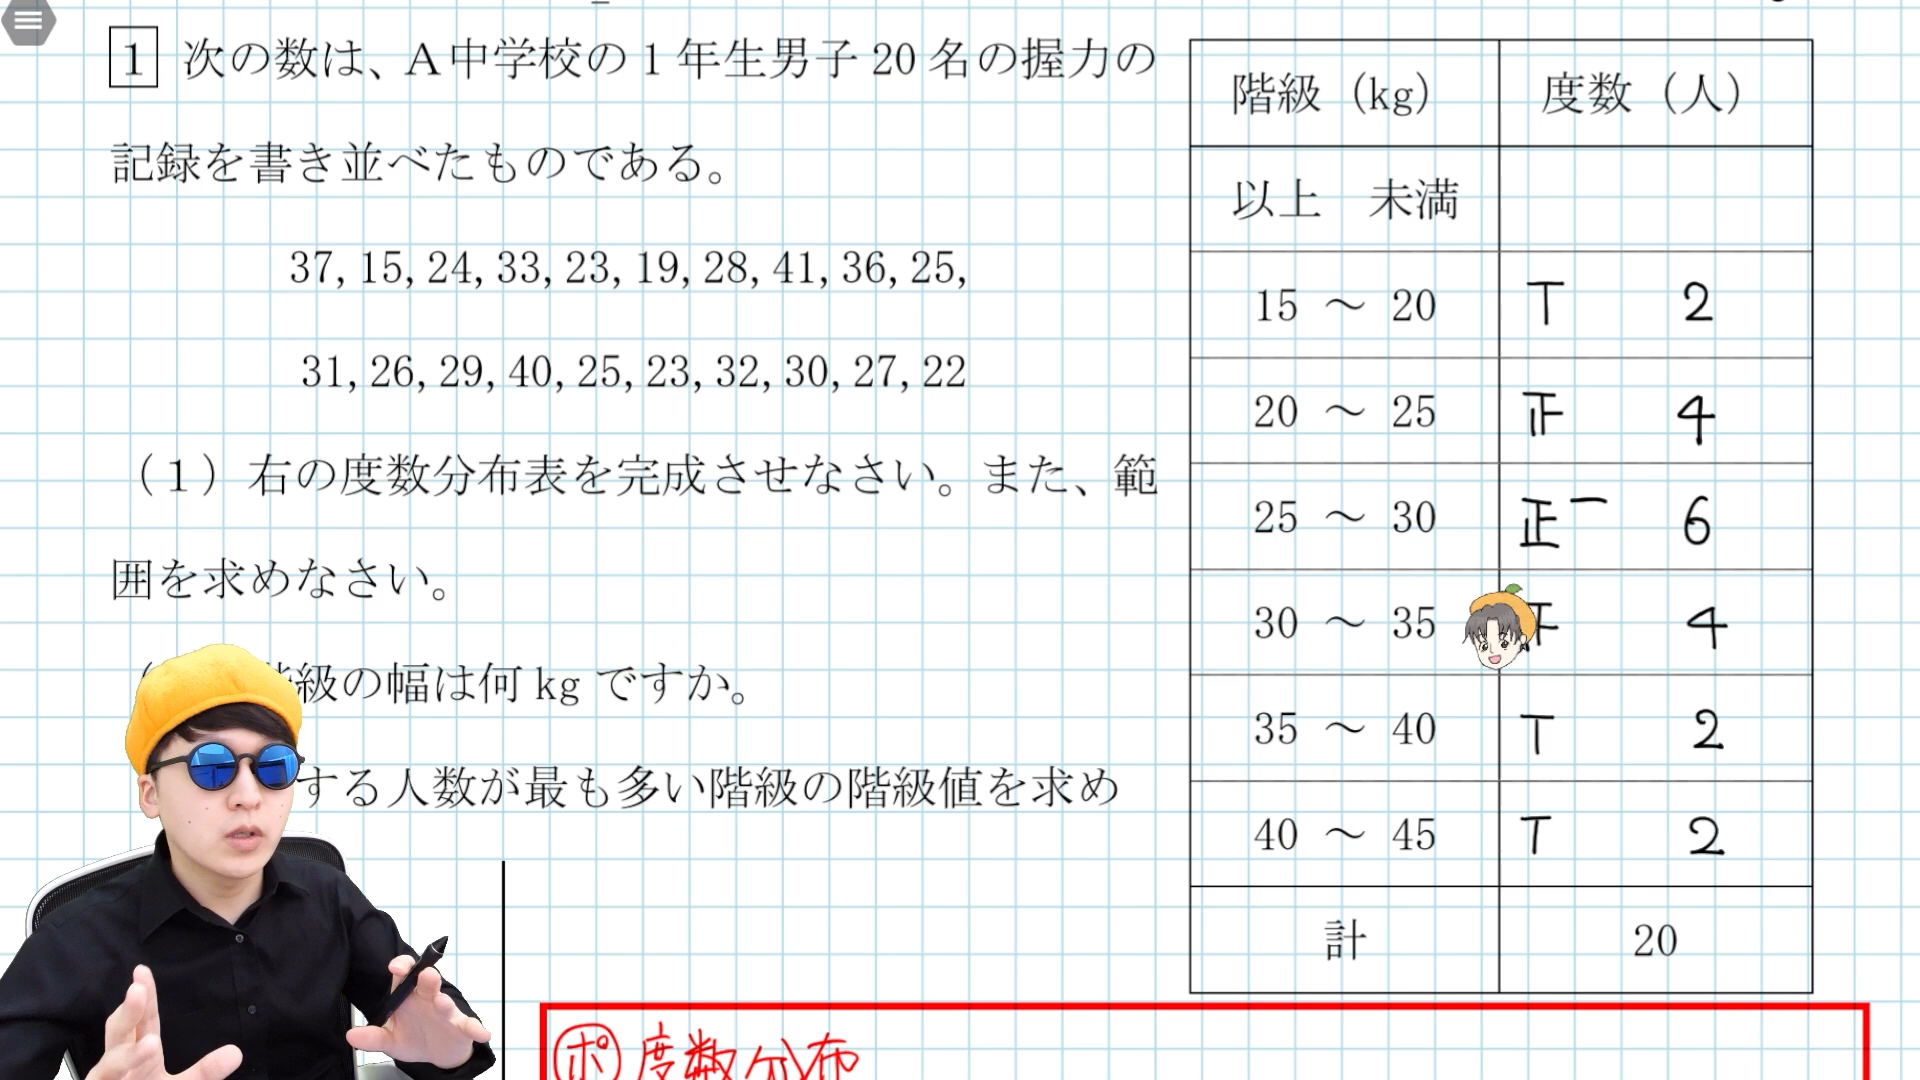 1 次の数は、A中学校の1年生男子20名の握力の
記録を書き並べたものである。
37, 15, 24, 33, 23, 19, 28, 41, 36, 25,
31, 26, 29, 40, 25, 23, 32, 30, 27, 22
（1）右の度数分布表を完成させなさい。また、範
囲を求めなさい。
級の幅は何kgですか。
する人数が最も多い階級の階級値を求め
階級（kg） 度数（人）
以上 未満
15 ～ 20 T 2
20 ～ 25 正 4
25 ～ 30 正一 6
30 ～ 35 4
35 ～ 40 T 2
40 ～ 45 T 2
計 20
ポ 度数分布